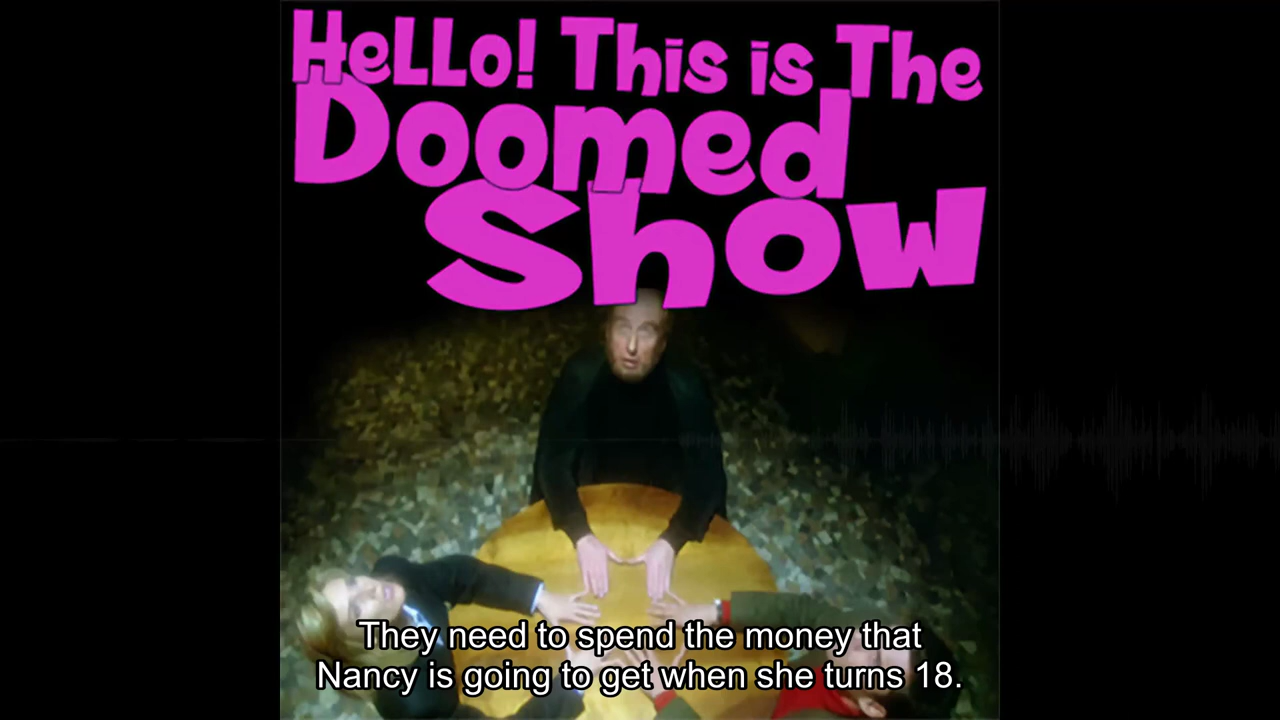 HeLLo! This is The
Doomed
Show
They need to spend the money that
Nancy is going to get when she turns 18.